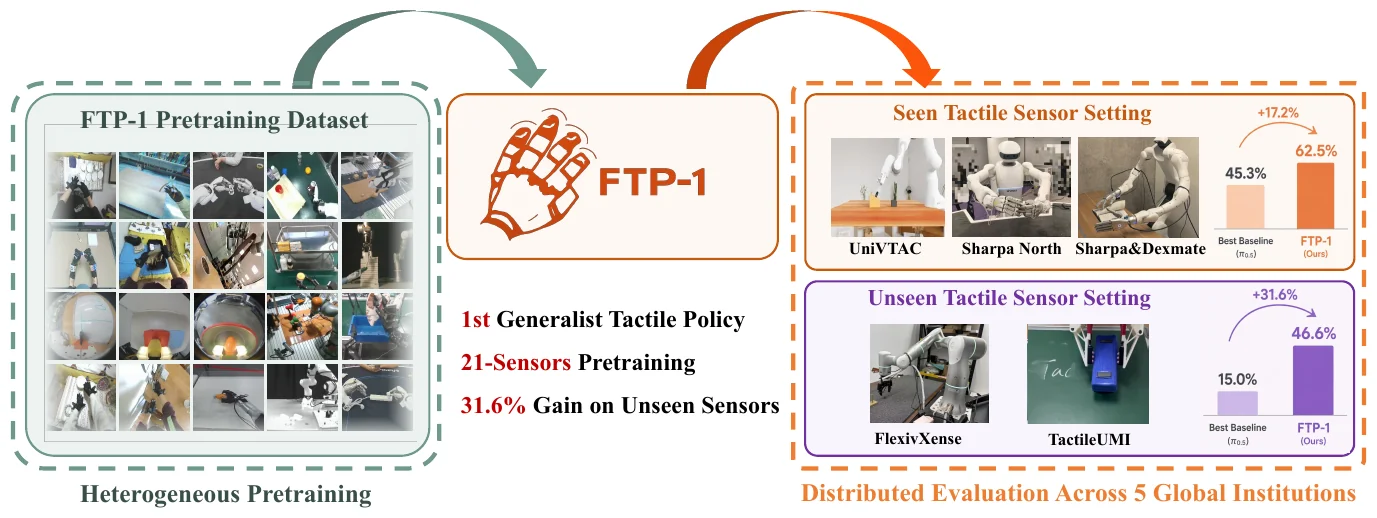 FTP-1 Pretraining Dataset
Heterogeneous Pretraining
FTP-1
1st Generalist Tactile Policy
21-Sensors Pretraining
31.6% Gain on Unseen Sensors
Seen Tactile Sensor Setting
UniVTAC
Sharpa North
Sharpa&Dexmate
+17.2%
45.3%
62.5%
Best Baseline
(π0.5)
FTP-1
(Ours)
Unseen Tactile Sensor Setting
Tac
FlexivXense
TactileUMI
+31.6%
15.0%
46.6%
Best Baseline
(π0.5)
FTP-1
(Ours)
Distributed Evaluation Across 5 Global Institutions